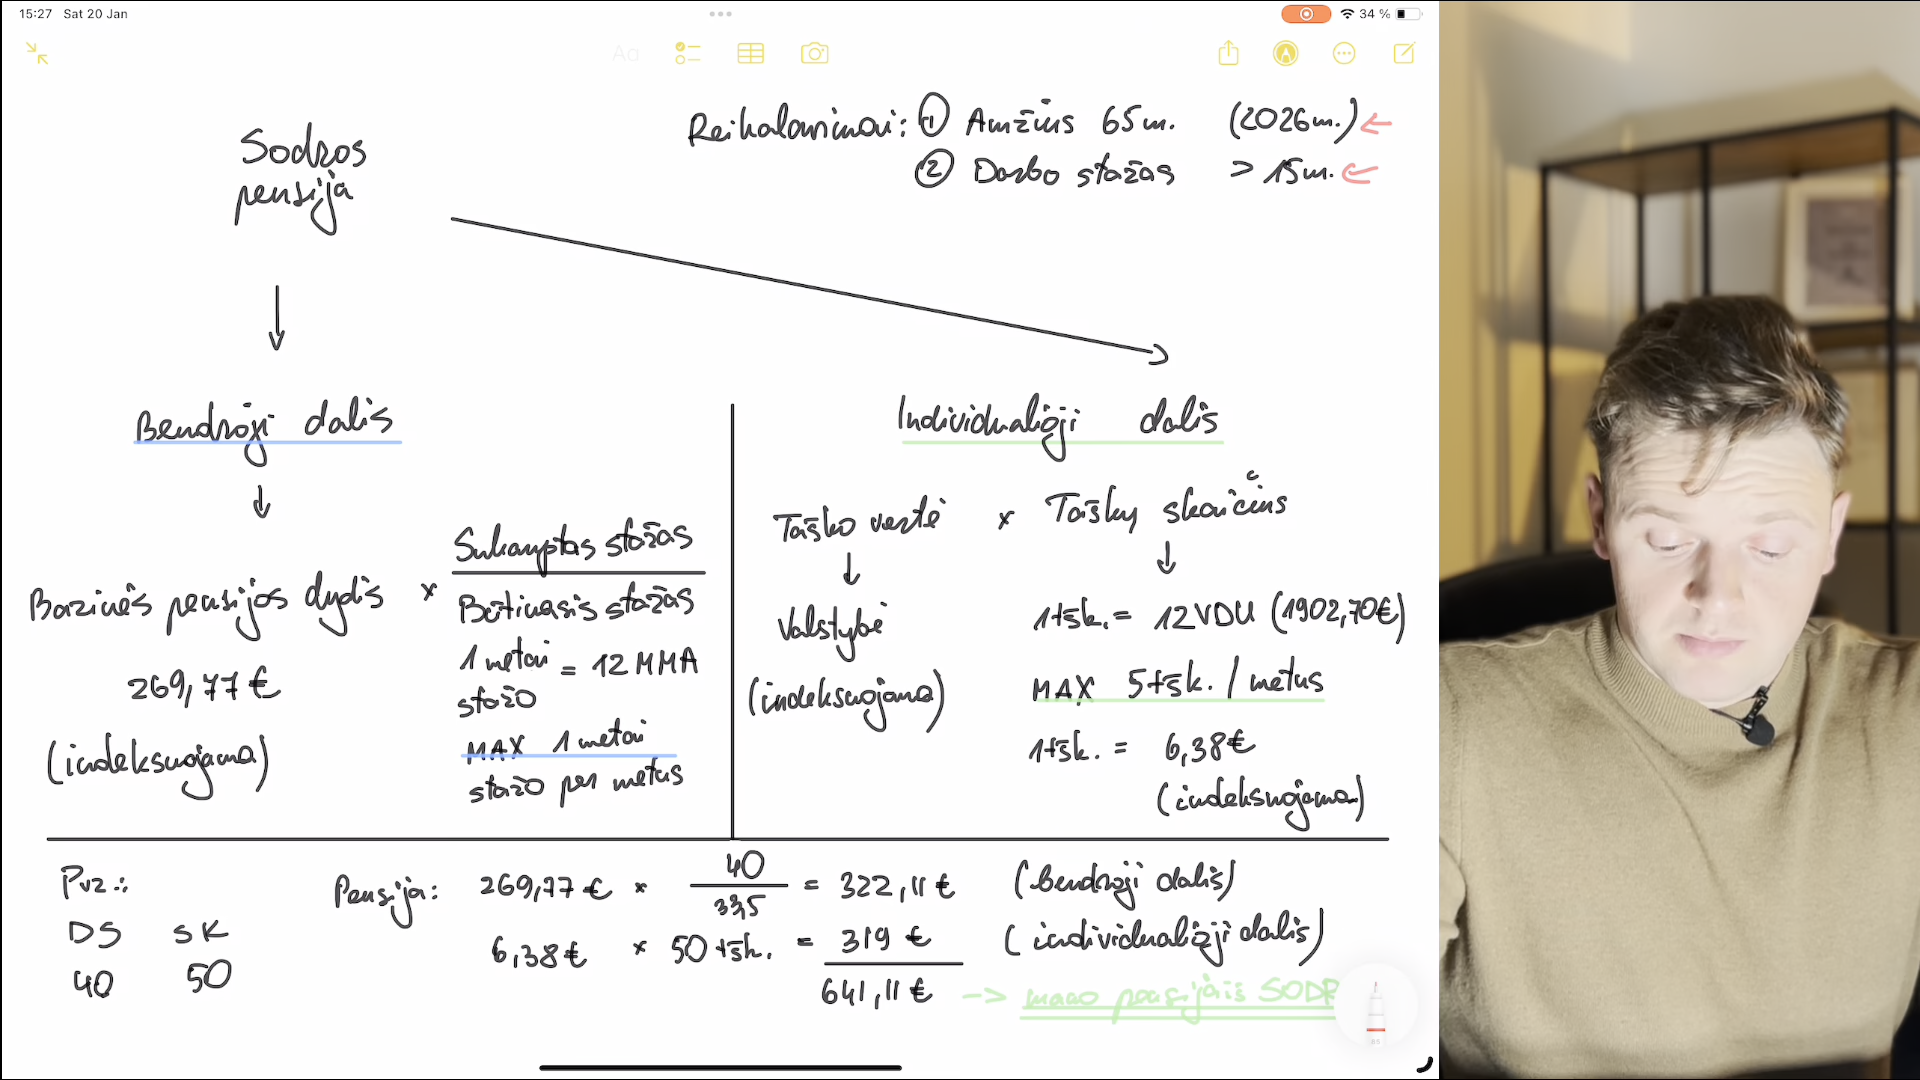 15:27 Sat 20 Jan
34 %
Aa
Reikalavimai: ① Amžius 65m. (2026m.) ←
② Darbo stažas > 15m. ←
Sodros
pensija
Bendroji dalis
Individualioji dalis
Bazinės pensijos dydis × Sukauptas stažas
Būtinasis stažas
269,77 €
(indeksuojama)
1 metai = 12 MMA
stažo
MAX 1 metai
stažo per metus
Taško vertė × Taškų skaičius
Valstybė
(indeksuojama)
1 tšk. = 12 VDU (1902,70€)
MAX 5 tšk. / metus
1 tšk. = 6,38€
(indeksuojama)
Pvz.:
DS SK
40 50
Pensija: 269,77 € × 40 = 322,11 € (bendroji dalis)
33,5
6,38 € × 50 tšk. = 319 € (individualioji dalis)
641,11 € -> mano pensija iš SODR